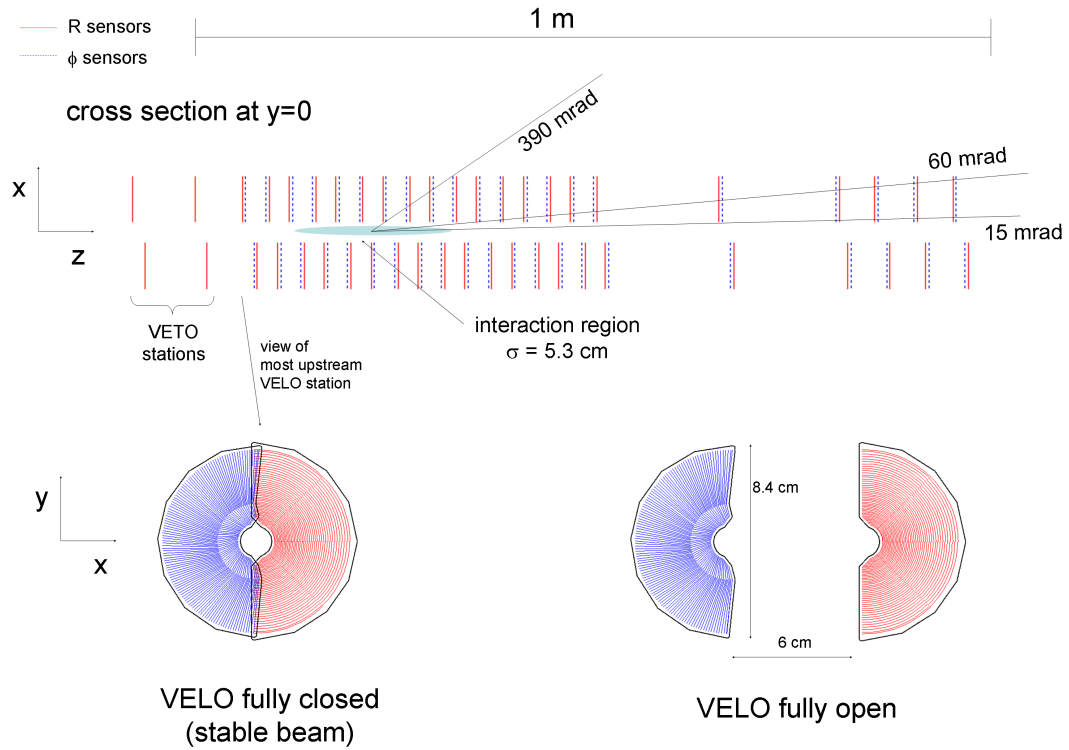 R sensors
ϕ sensors
1 m
cross section at y=0
390 mrad
60 mrad
15 mrad
x
z
VETO
stations
interaction region
σ = 5.3 cm
view of
most upstream
VELO station
y
x
8.4 cm
6 cm
VELO fully closed
(stable beam)
VELO fully open